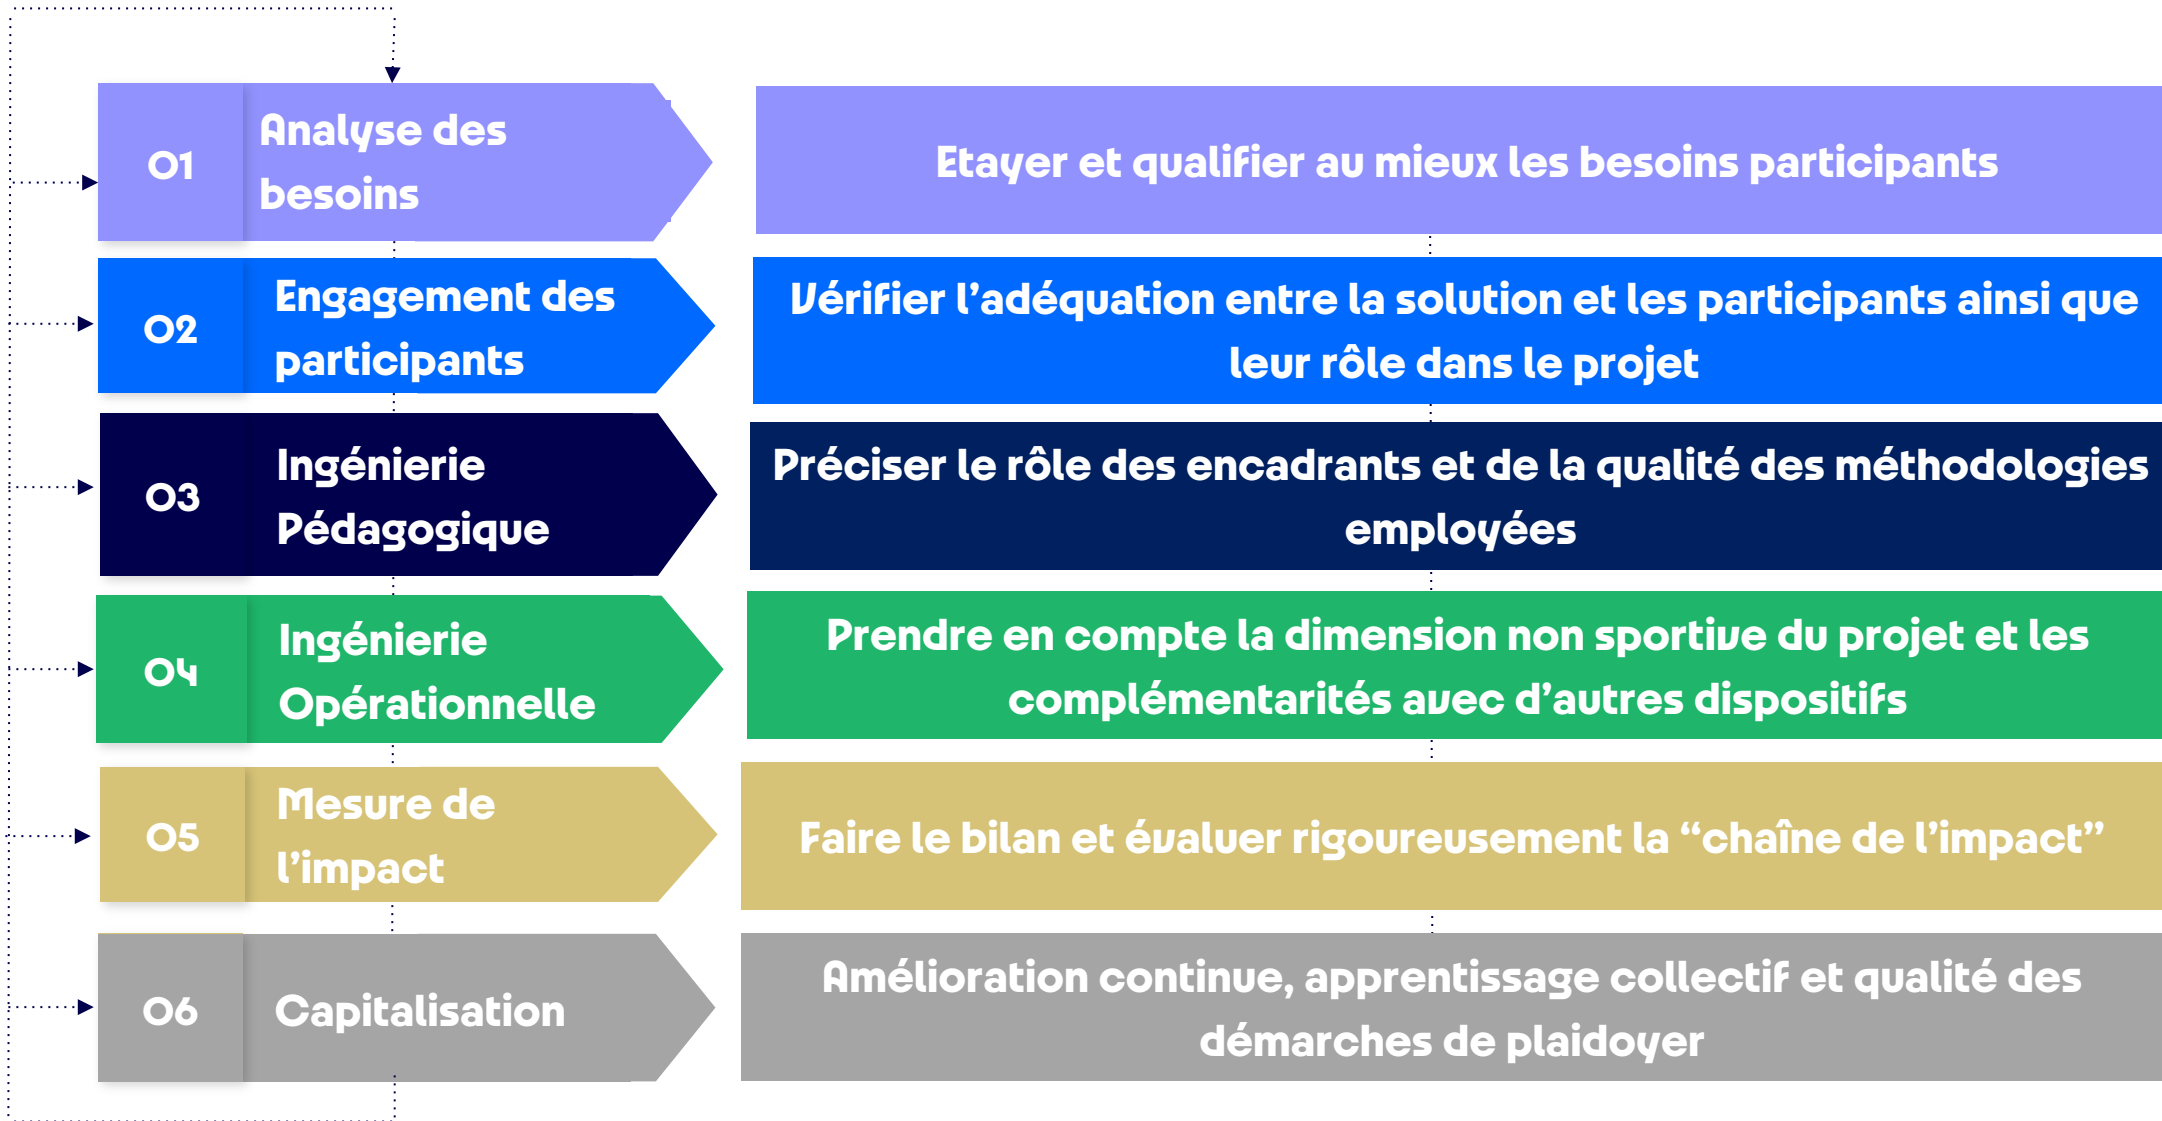 01
Analyse des
besoins
Etayer et qualifier au mieux les besoins participants
02
Engagement des
participants
Vérifier l’adéquation entre la solution et les participants ainsi que
leur rôle dans le projet
03
Ingénierie
Pédagogique
Préciser le rôle des encadrants et de la qualité des méthodologies
employées
04
Ingénierie
Opérationnelle
Prendre en compte la dimension non sportive du projet et les
complémentarités avec d’autres dispositifs
05
Mesure de
l’impact
Faire le bilan et évaluer rigoureusement la “chaîne de l’impact”
06
Capitalisation
Amélioration continue, apprentissage collectif et qualité des
démarches de plaidoyer